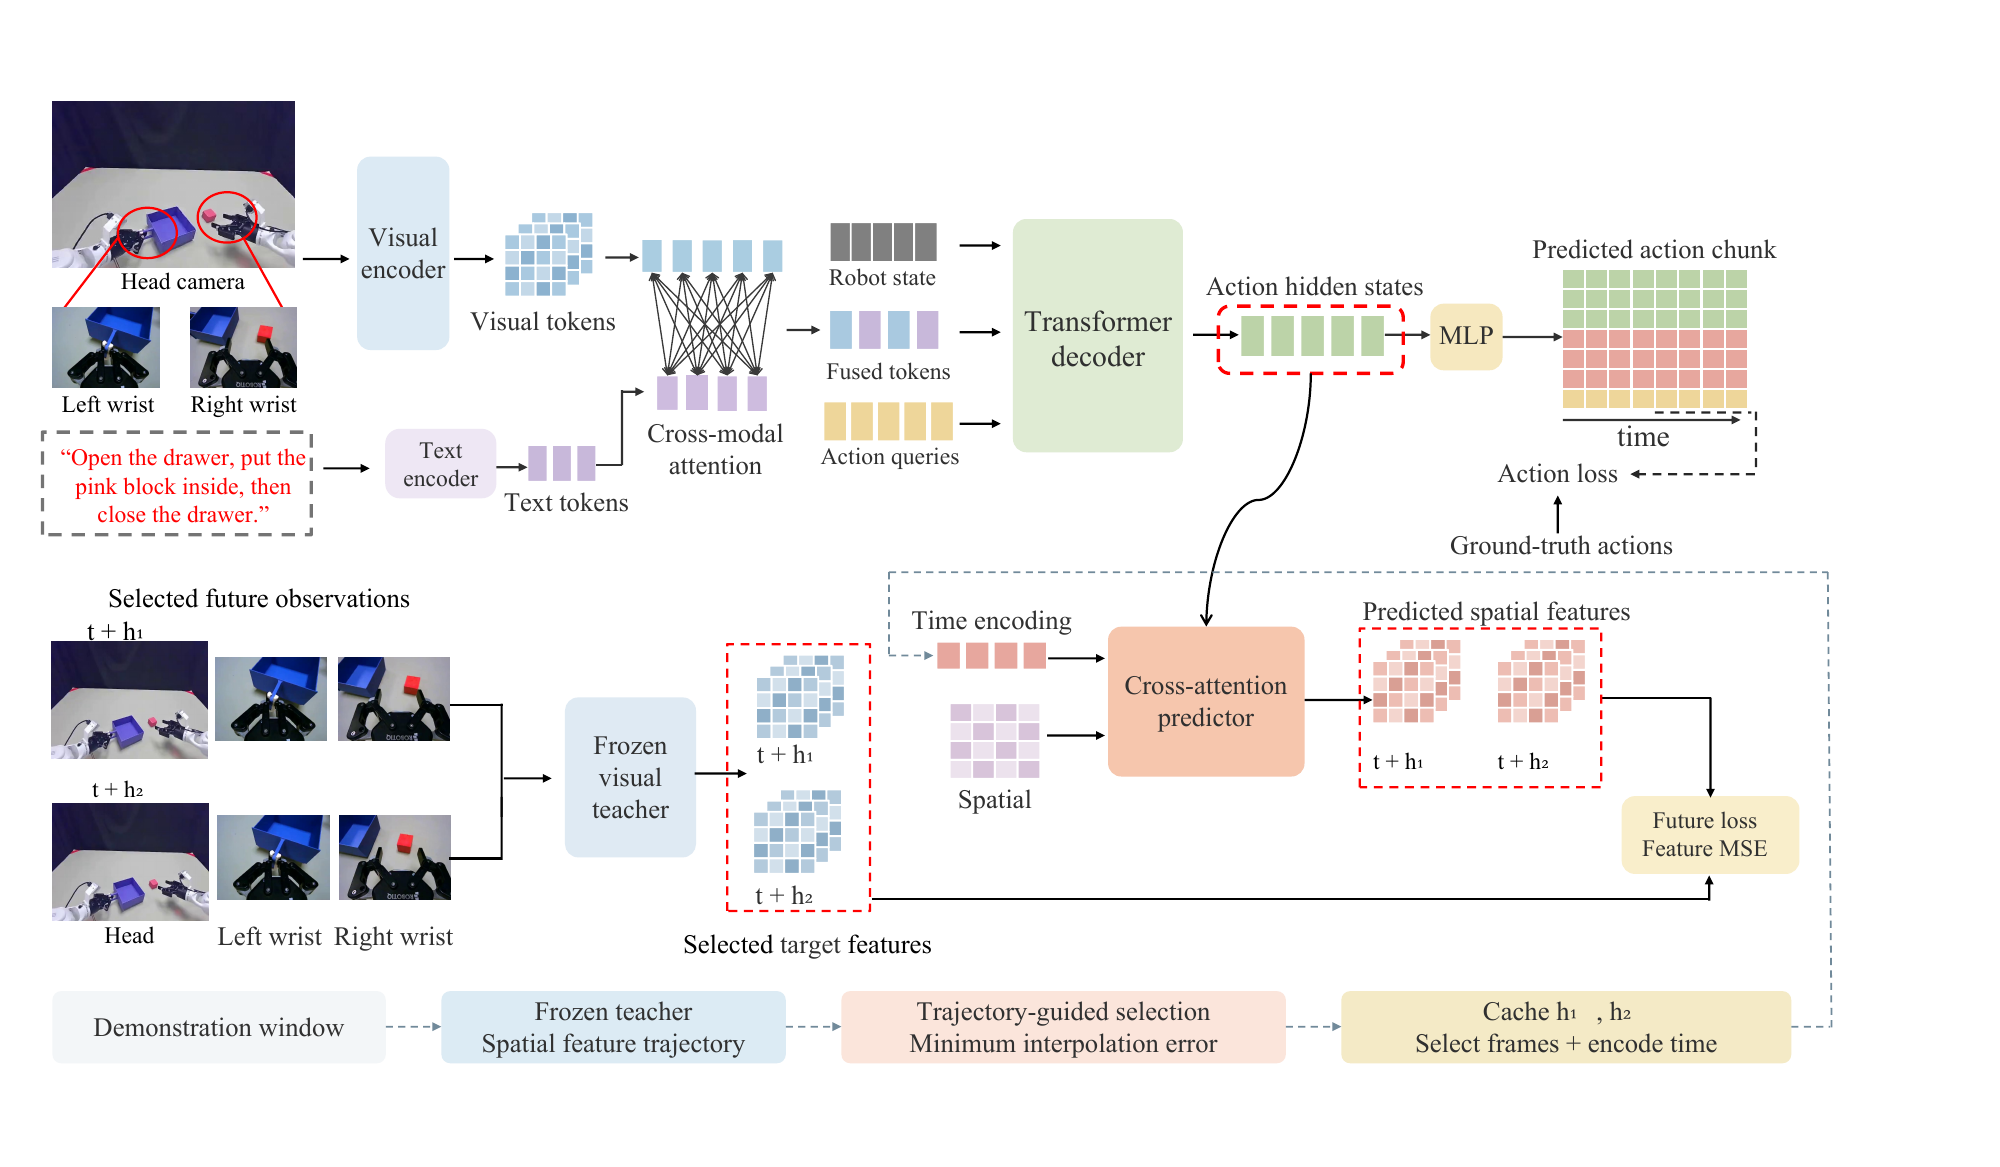 Head camera
Left wrist
Right wrist
“Open the drawer, put the
pink block inside, then
close the drawer.”
Visual
encoder
Visual tokens
Text
encoder
Text tokens
Cross-modal
attention
Robot state
Fused tokens
Action queries
Transformer
decoder
Action hidden states
MLP
Predicted action chunk
time
Action loss
Ground-truth actions
Selected future observations
t + h₁
t + h₂
Head
Left wrist
Right wrist
Frozen
visual
teacher
t + h₁
t + h₂
Selected target features
Time encoding
Spatial
Cross-attention
predictor
Predicted spatial features
t + h₁
t + h₂
Future loss
Feature MSE
Demonstration window
Frozen teacher
Spatial feature trajectory
Trajectory-guided selection
Minimum interpolation error
Cache h₁ , h₂
Select frames + encode time